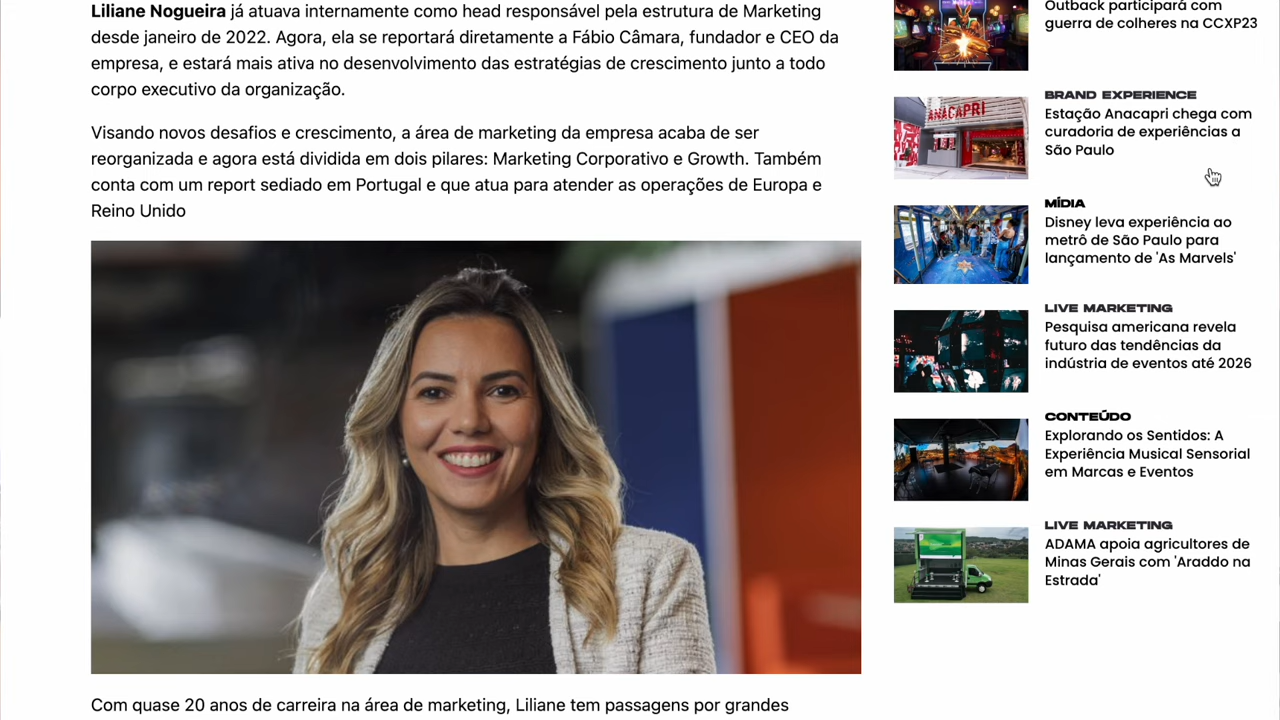 Liliane Nogueira já atuava internamente como head responsável pela estrutura de Marketing
desde janeiro de 2022. Agora, ela se reportará diretamente a Fábio Câmara, fundador e CEO da
empresa, e estará mais ativa no desenvolvimento das estratégias de crescimento junto a todo
corpo executivo da organização.
Visando novos desafios e crescimento, a área de marketing da empresa acaba de ser
reorganizada e agora está dividida em dois pilares: Marketing Corporativo e Growth. Também
conta com um report sediado em Portugal e que atua para atender as operações de Europa e
Reino Unido
Com quase 20 anos de carreira na área de marketing, Liliane tem passagens por grandes
Outback participará com
guerra de colheres na CCXP23
BRAND EXPERIENCE
Estação Anacapri chega com
curadoria de experiências a
São Paulo
ANACAPRI
MÍDIA
Disney leva experiência ao
metrô de São Paulo para
lançamento de 'As Marvels'
LIVE MARKETING
Pesquisa americana revela
futuro das tendências da
indústria de eventos até 2026
CONTEÚDO
Explorando os Sentidos: A
Experiência Musical Sensorial
em Marcas e Eventos
LIVE MARKETING
ADAMA apoia agricultores de
Minas Gerais com 'Araddo na
Estrada'